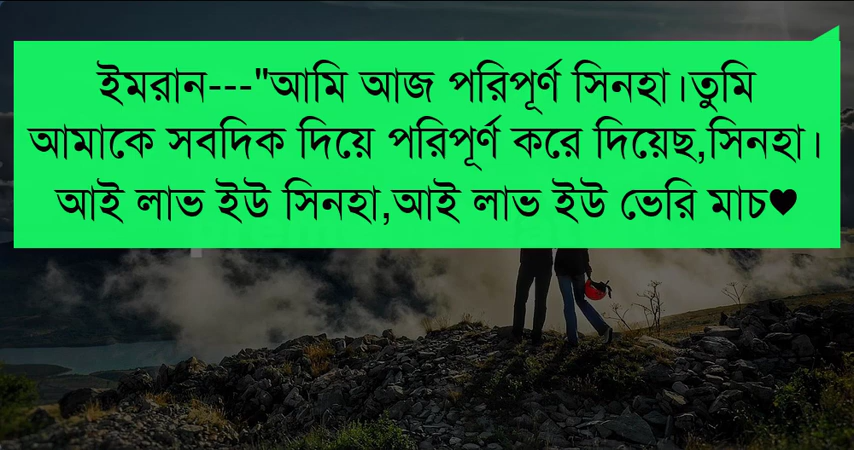 ইমরান---"আমি আজ পরিপূর্ণ সিনহা।তুমি
আমাকে সবদিক দিয়ে পরিপূর্ণ করে দিয়েছ,সিনহা।
আই লাভ ইউ সিনহা,আই লাভ ইউ ভেরি মাচ♥